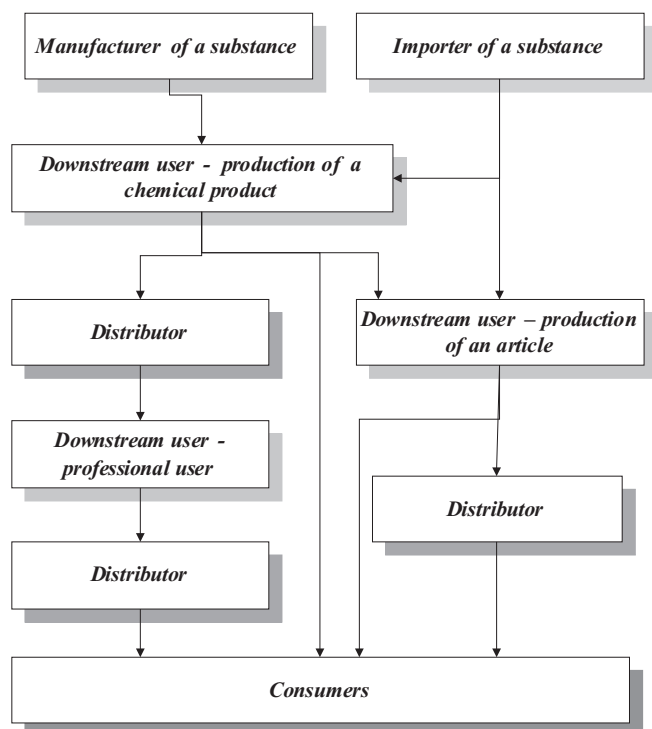 Manufacturer of a substance
Importer of a substance
Downstream user - production of a
chemical product
Distributor
Downstream user – production
of an article
Downstream user -
professional user
Distributor
Distributor
Consumers